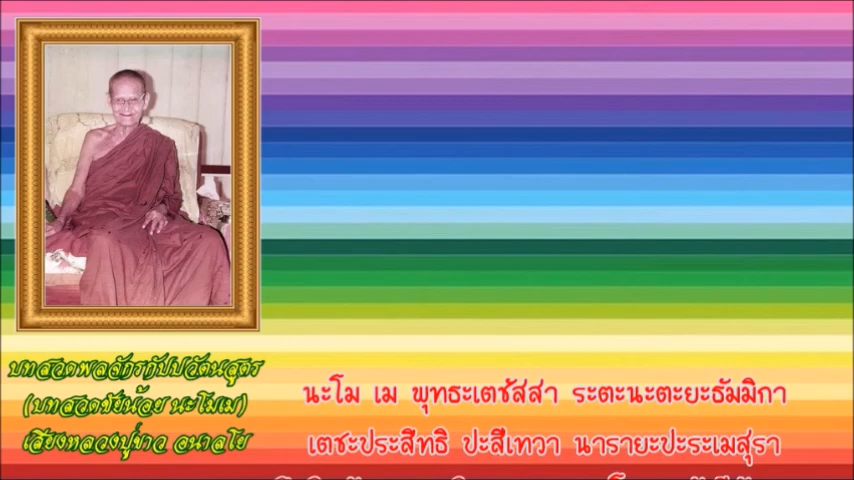 บทสวดพลจักรกัปปวัตนสูตร
(บทสวดชัยน้อย นะโมเม)
เสียงหลวงปู่ขาว อนาลโย
นะโม เม พุทธะเตชัสสา ระตะนะตะยะธัมมิกา
เตชะประสิทธิ ปะสีเทวา นารายะปะระเมสุรา